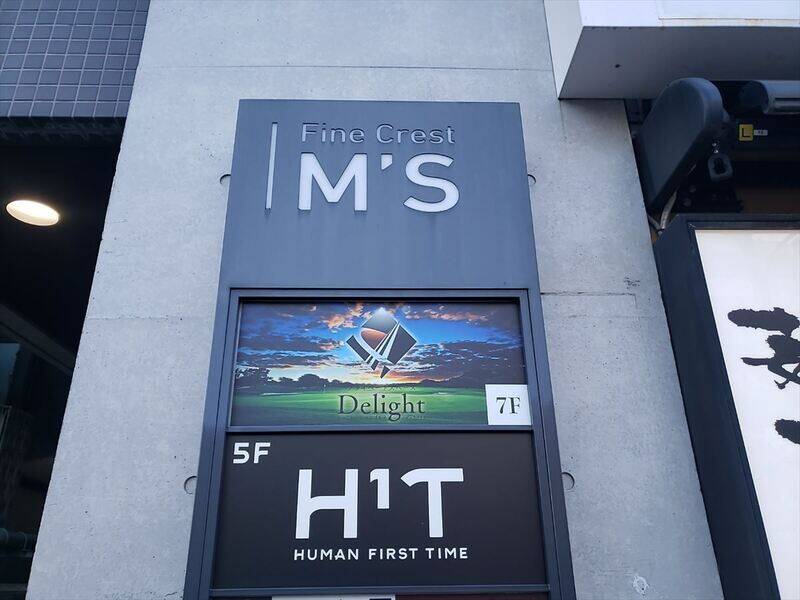 Fine Crest
M'S
Delight
7F
5F
H1T
HUMAN FIRST TIME